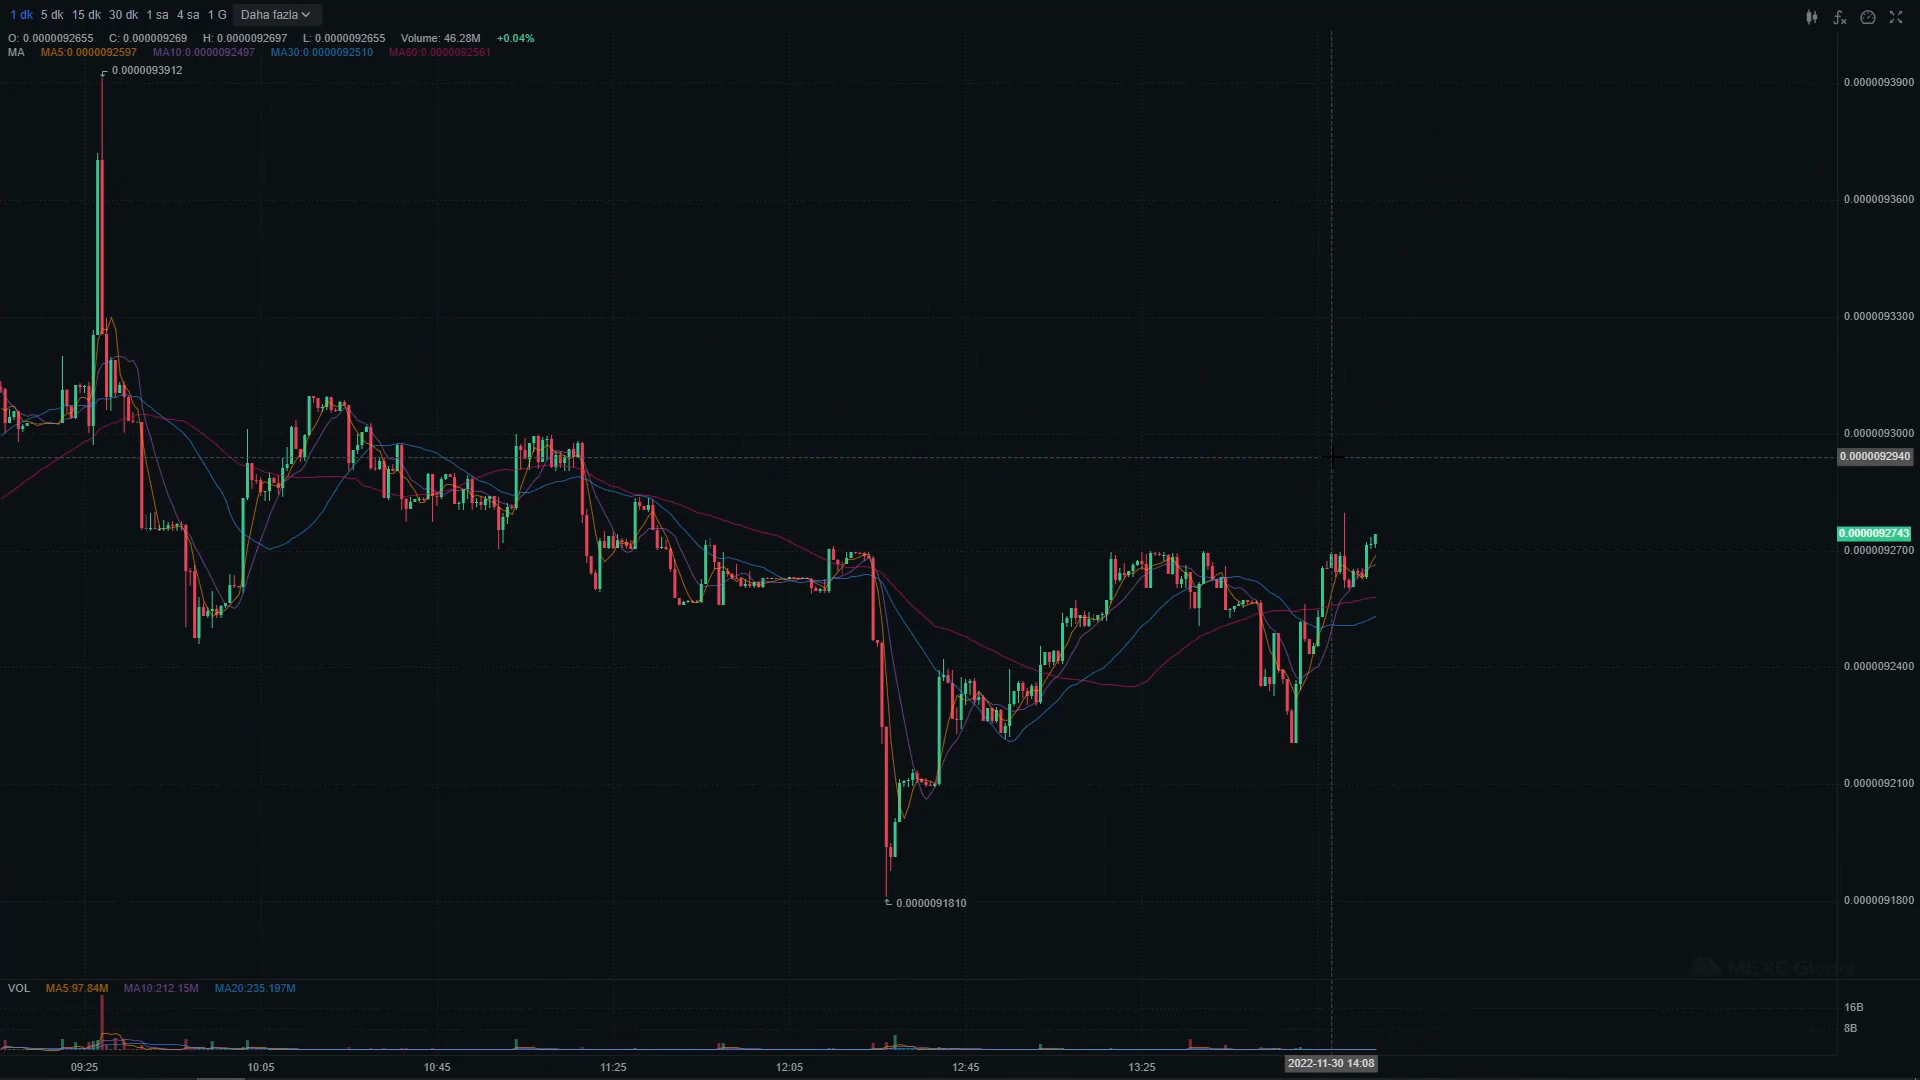 1 dk 5 dk 15 dk 30 dk 1 sa 4 sa 1 G Daha fazla
O: 0.0000092655 C: 0.000009269 H: 0.0000092697 L: 0.0000092655 Volume: 46.28M +0.04%
MA MA5:0.0000092597 MA10:0.0000092497 MA30:0.0000092510 MA80:0.0000092561
0.0000093912
0.0000093900
0.0000093600
0.0000093300
0.0000093000
0.0000092940
0.0000092743
0.0000092700
0.0000092400
0.0000092100
0.0000091810
0.0000091800
MEXC Global
VOL MA5:97.84M MA10:212.15M MA20:235.197M
16B
8B
09:25 10:05 10:45 11:25 12:05 12:45 13:25 2022-11-30 14:08